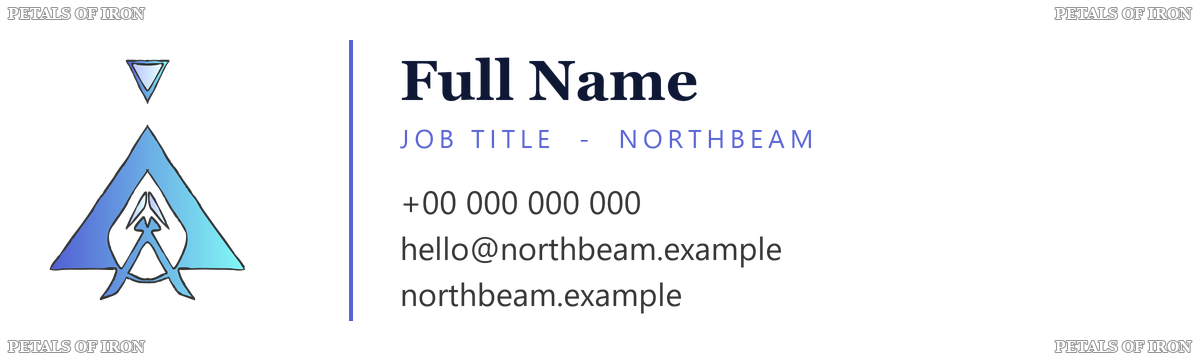 PETALS OF IRON PETALS OF IRON
Full Name
JOB TITLE - NORTHBEAM
+00 000 000 000
hello@northbeam.example
northbeam.example
PETALS OF IRON PETALS OF IRON